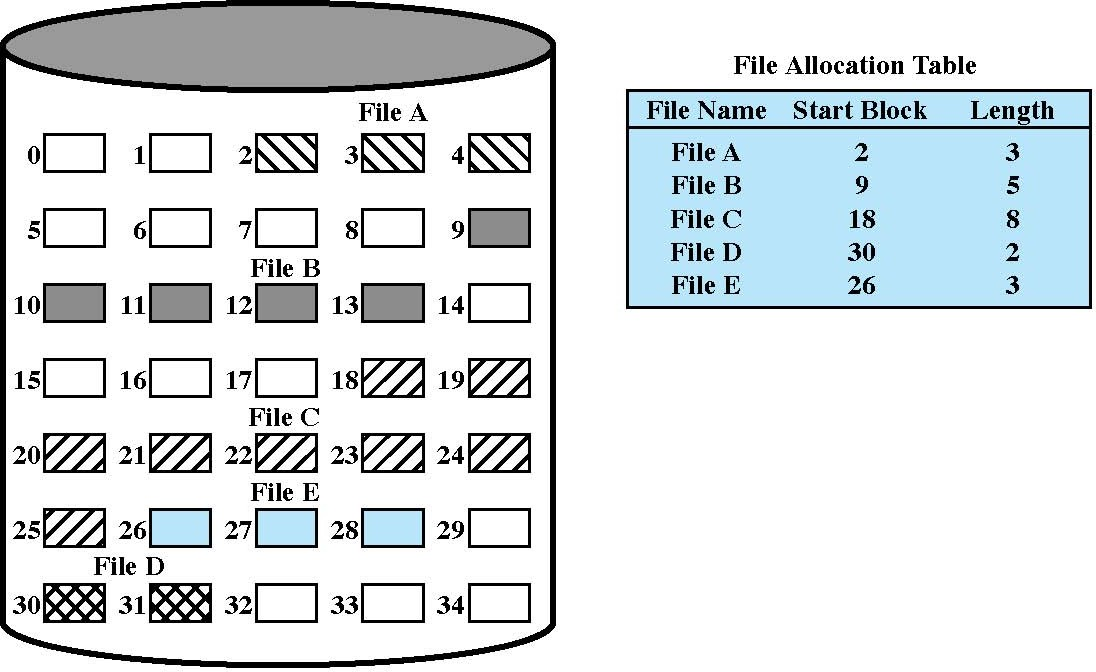 File A
0 1 2 3 4
5 6 7 8 9
File B
10 11 12 13 14
15 16 17 18 19
File C
20 21 22 23 24
File E
25 26 27 28 29
File D
30 31 32 33 34
File Allocation Table
File Name Start Block Length
File A 2 3
File B 9 5
File C 18 8
File D 30 2
File E 26 3